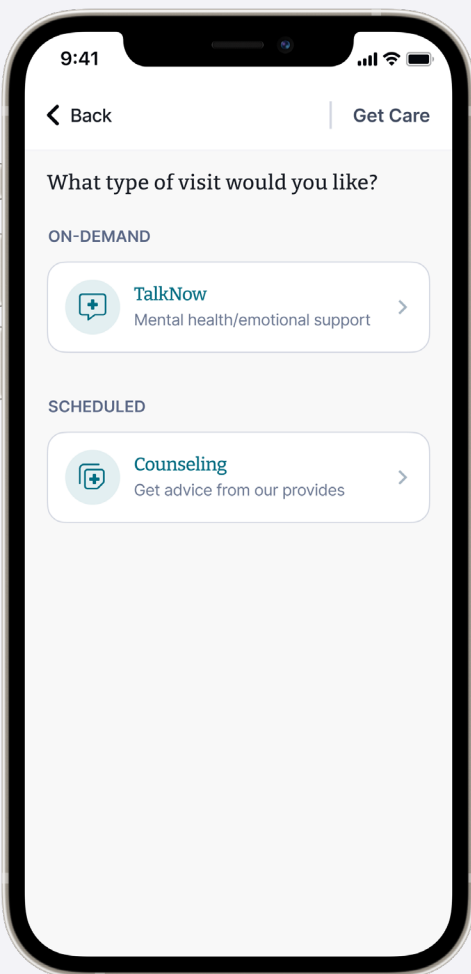 9:41
Back
Get Care
What type of visit would you like?
ON-DEMAND
TalkNow
Mental health/emotional support
SCHEDULED
Counseling
Get advice from our provides